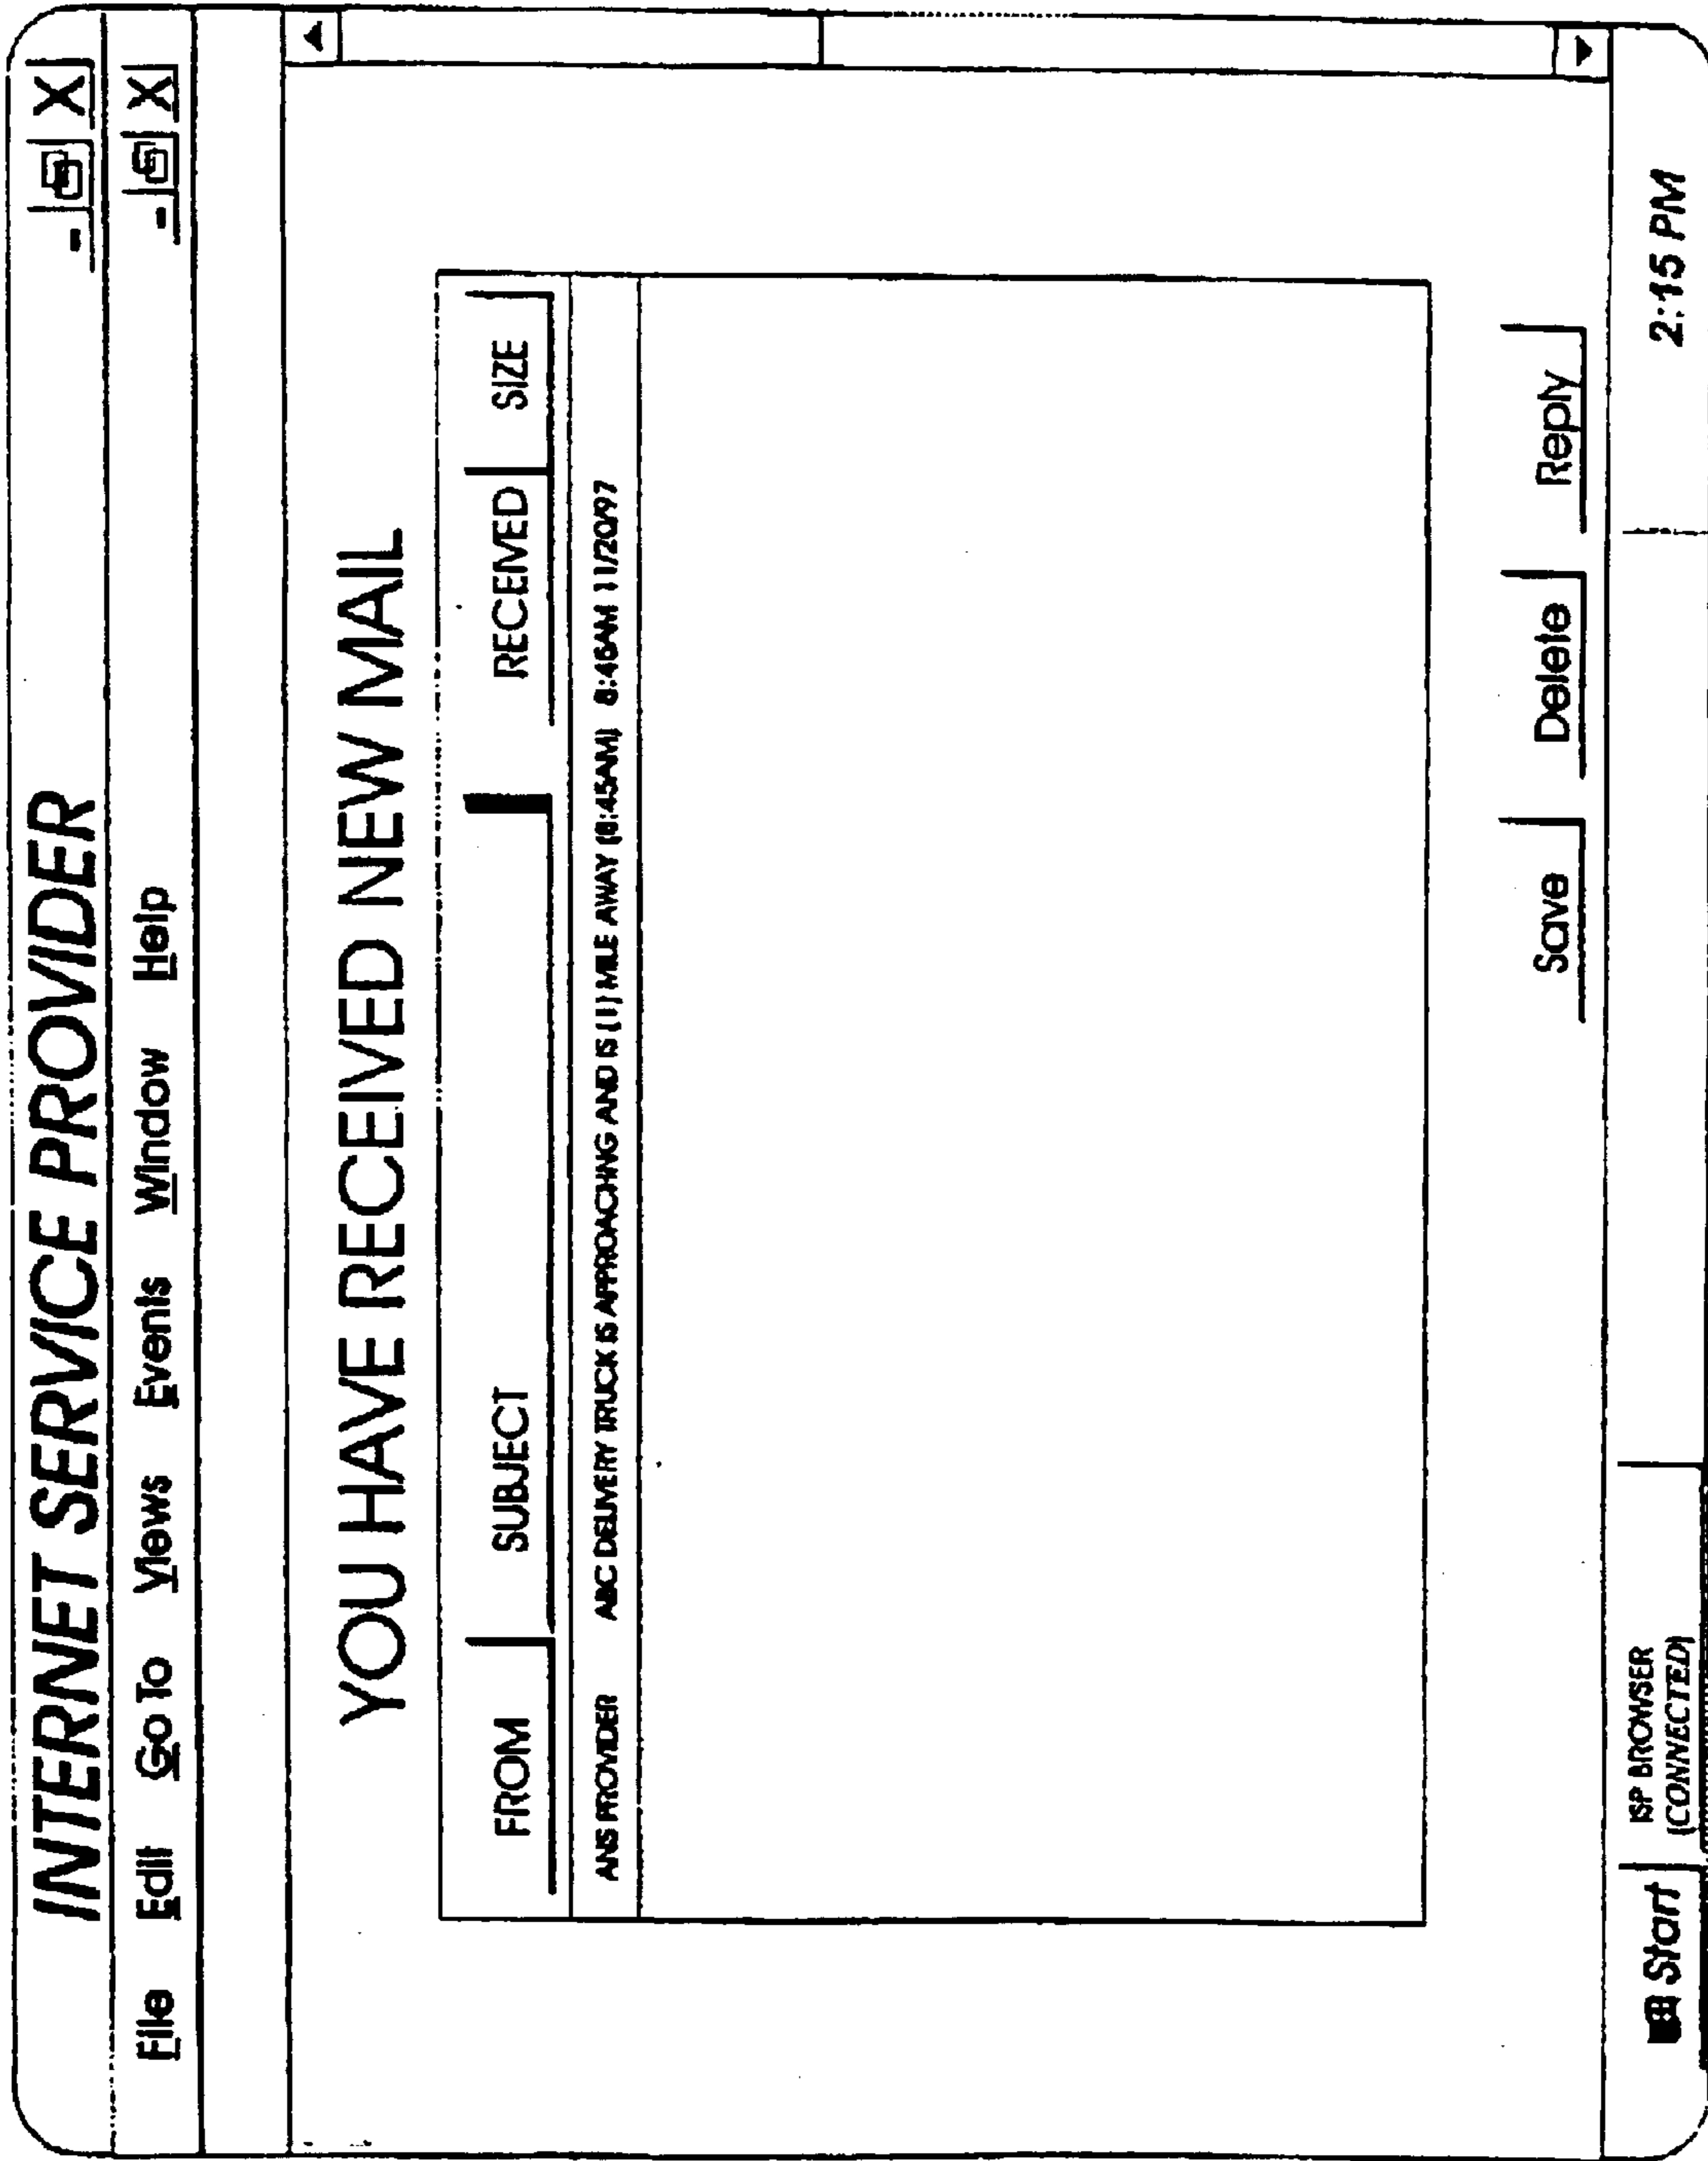 INTERNET SERVICE PROVIDER - X
File Edit Go To Views Events Window Help - X
YOU HAVE RECEIVED NEW MAIL
FROM SUBJECT RECEIVED SIZE
ANS PROVIDER ABC DELIVERY TRUCK IS APPROACHING AND IS (1) MILE AWAY (8:45AM) 8:45AM 11/20/97
Save Delete Reply
Start ISP BROWSER 2:15 PM
(CONNECTED)